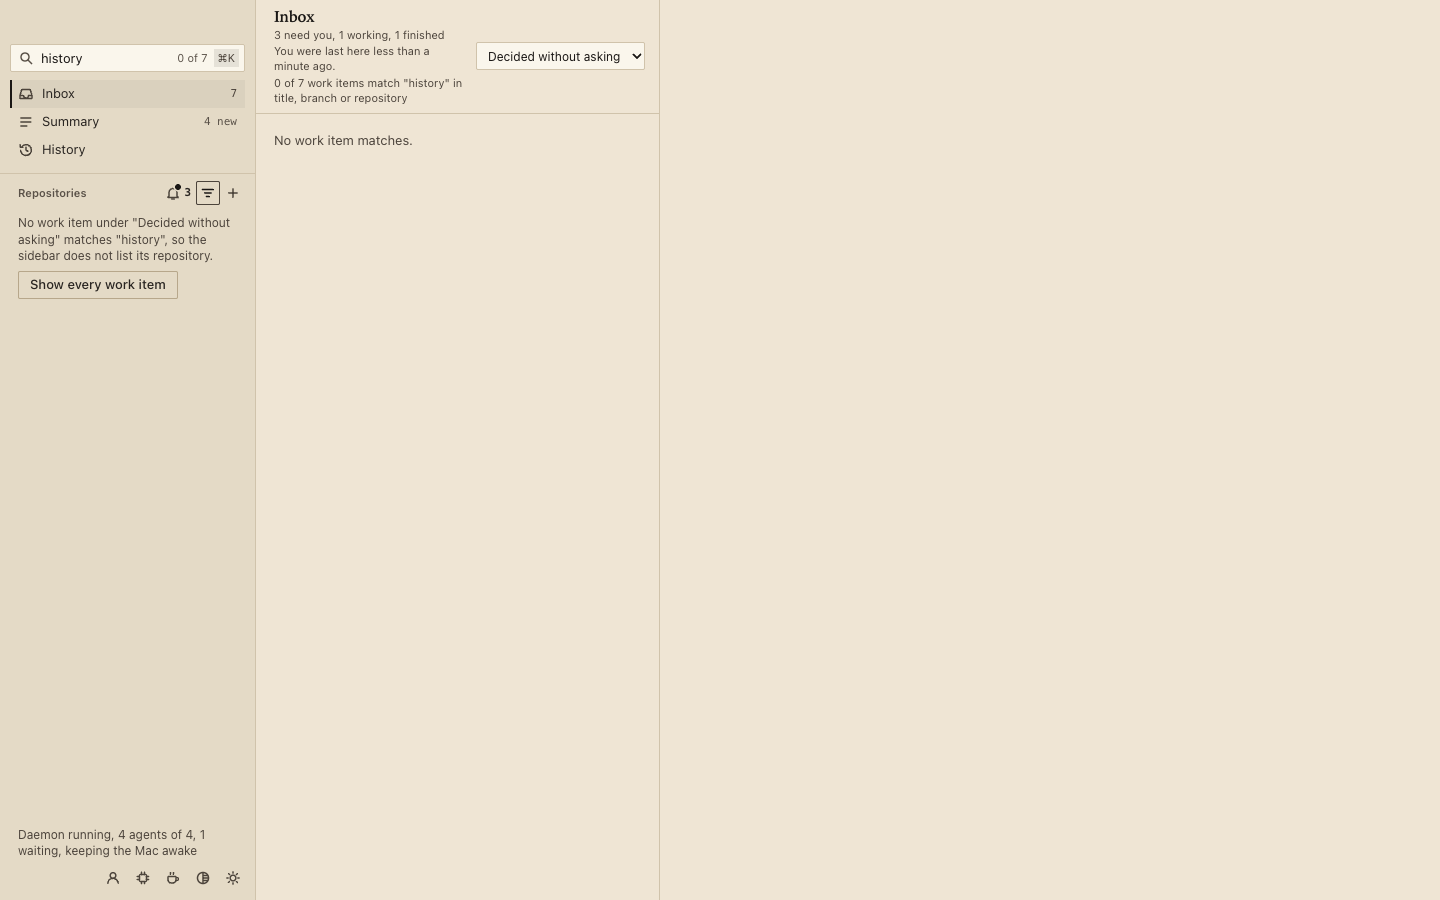 history 0 of 7 ⌘K
Inbox 7
Summary 4 new
History
Repositories 3
No work item under "Decided without
asking" matches "history", so the
sidebar does not list its repository.
Show every work item
Daemon running, 4 agents of 4, 1
waiting, keeping the Mac awake
Inbox
3 need you, 1 working, 1 finished
You were last here less than a
minute ago.
0 of 7 work items match "history" in
title, branch or repository
Decided without asking
No work item matches.